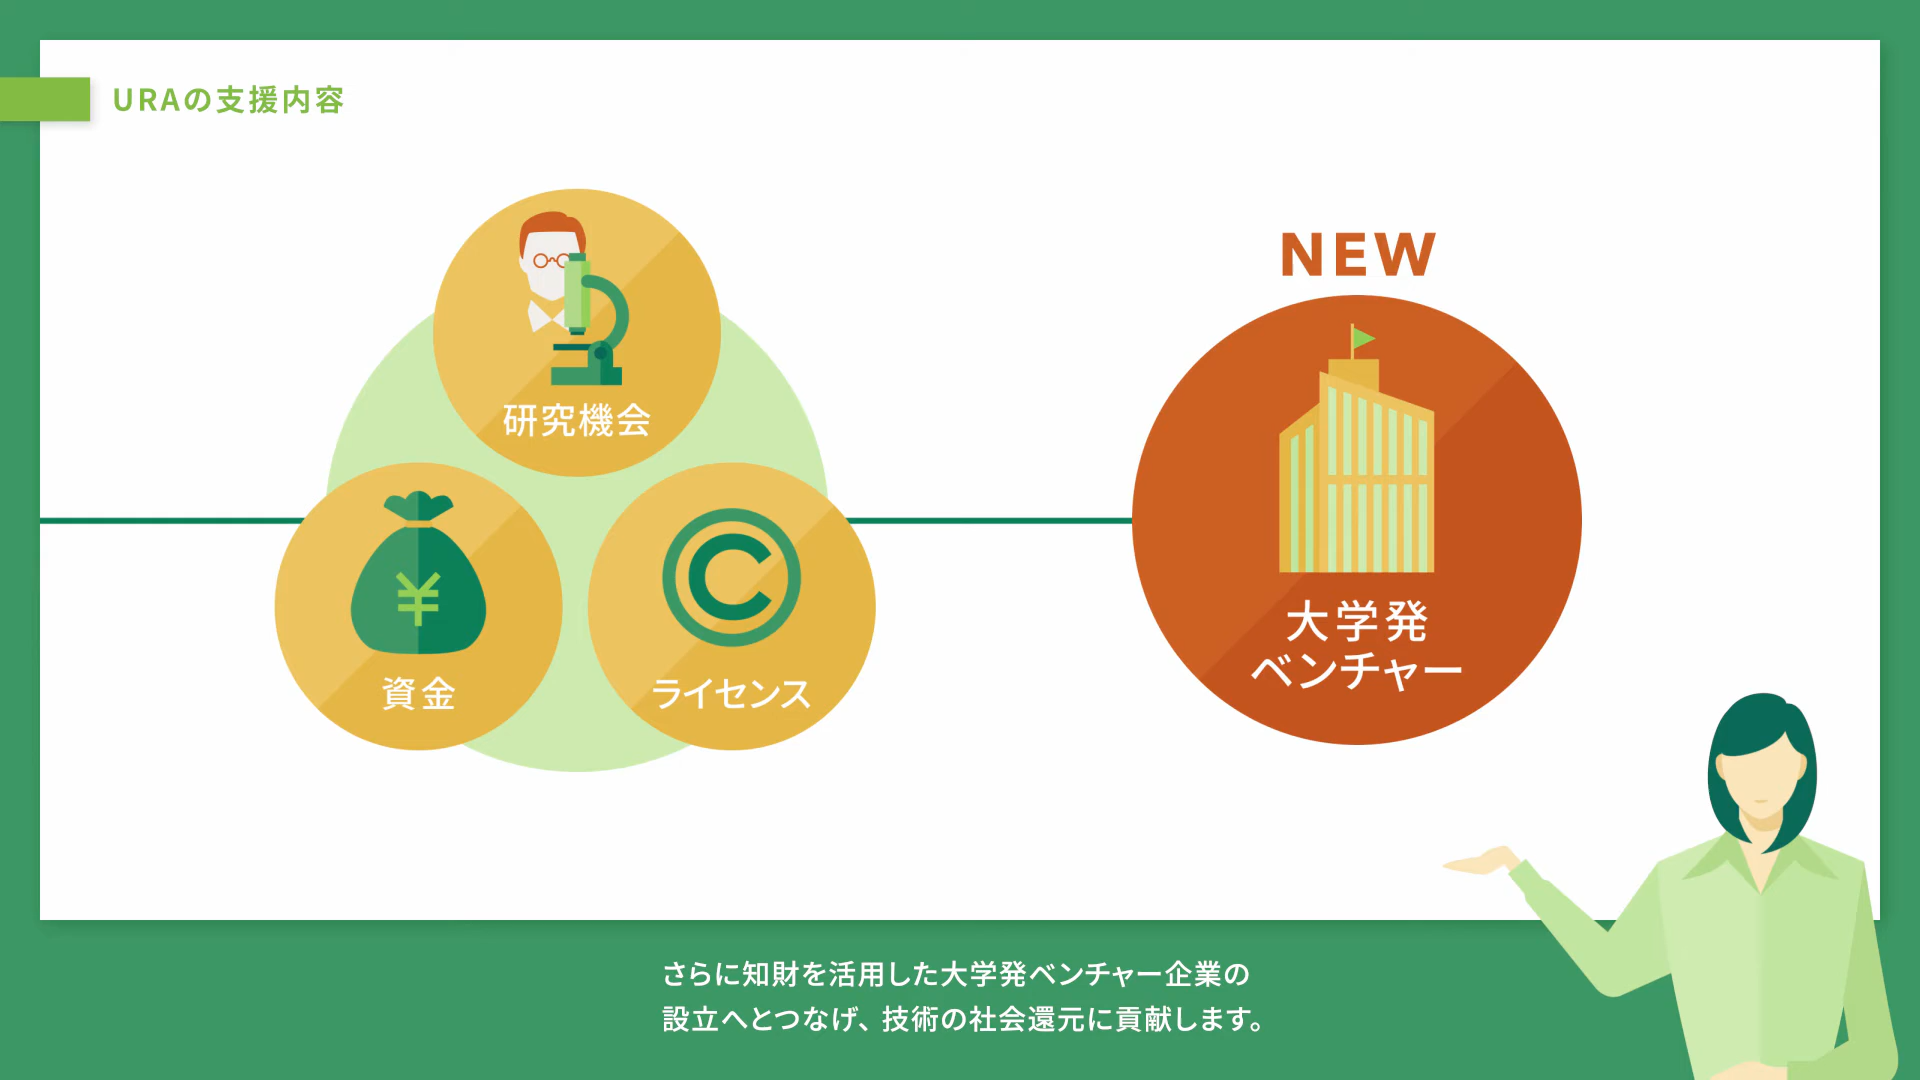 URAの支援内容
研究機会
資金
¥
ライセンス
©
NEW
大学発
ベンチャー
さらに知財を活用した大学発ベンチャー企業の
設立へとつなげ、技術の社会還元に貢献します。